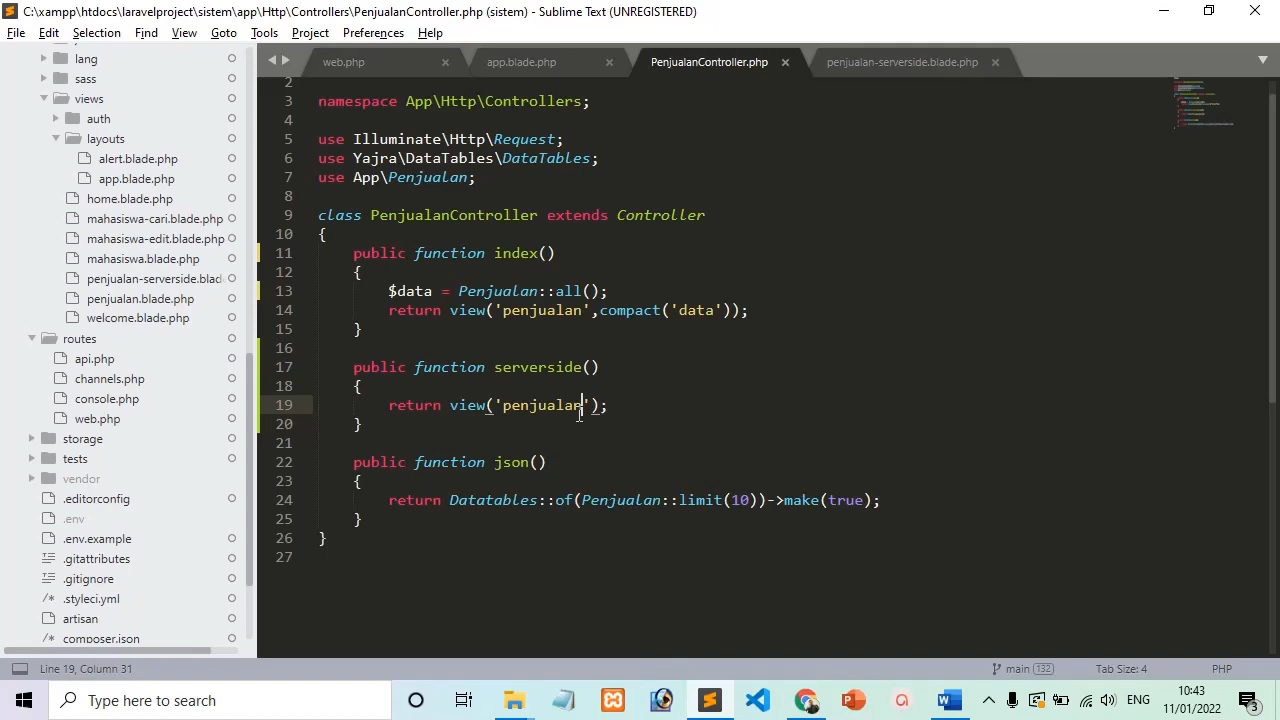 C:\xampp\htdocs\laravelproject\sistem\app\Http\Controllers\PenjualanController.php (sistem) - Sublime Text (UNREGISTERED)
File Edit Selection Find View Goto Tools Project Preferences Help
lang
sass
views
auth
layouts
alert.blade.php
app.blade.php
home.blade.php
mahasiswa-cari.blade.php
mahasiswa-edit.blade.php
mahasiswa.blade.php
penjualan-serverside.blad
penjualan.blade.php
welcome.blade.php
routes
api.php
channels.php
console.php
web.php
storage
tests
vendor
.editorconfig
.env
.env.example
.gitattributes
.gitignore
.styleci.yml
artisan
composer.json
web.php app.blade.php PenjualanController.php penjualan-serverside.blade.php
2
3 namespace App\Http\Controllers;
4
5 use Illuminate\Http\Request;
6 use Yajra\DataTables\DataTables;
7 use App\Penjualan;
8
9 class PenjualanController extends Controller
10 {
11 public function index()
12 {
13 $data = Penjualan::all();
14 return view('penjualan',compact('data'));
15 }
16
17 public function serverside()
18 {
19 return view('penjualan');
20 }
21
22 public function json()
23 {
24 return Datatables::of(Penjualan::limit(10))->make(true);
25 }
26 }
27
Line 19, Column 31 main 132 Tab Size: 4 PHP
Type here to search
ENG
10:43
11/01/2022
3